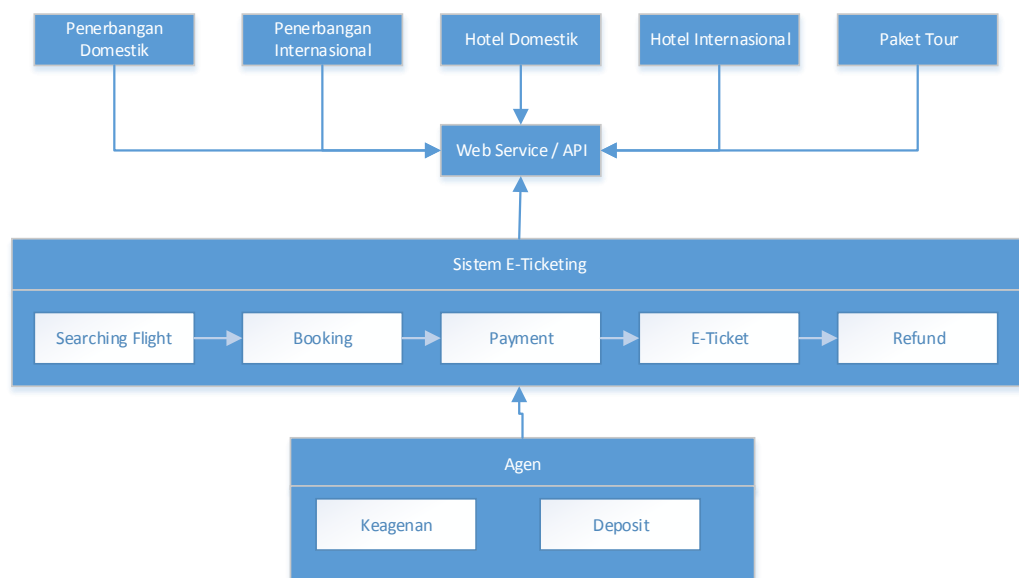 Penerbangan
Domestik
Penerbangan
Internasional
Hotel Domestik
Hotel Internasional
Paket Tour
Web Service / API
Sistem E-Ticketing
Searching Flight
Booking
Payment
E-Ticket
Refund
Agen
Keagenan
Deposit